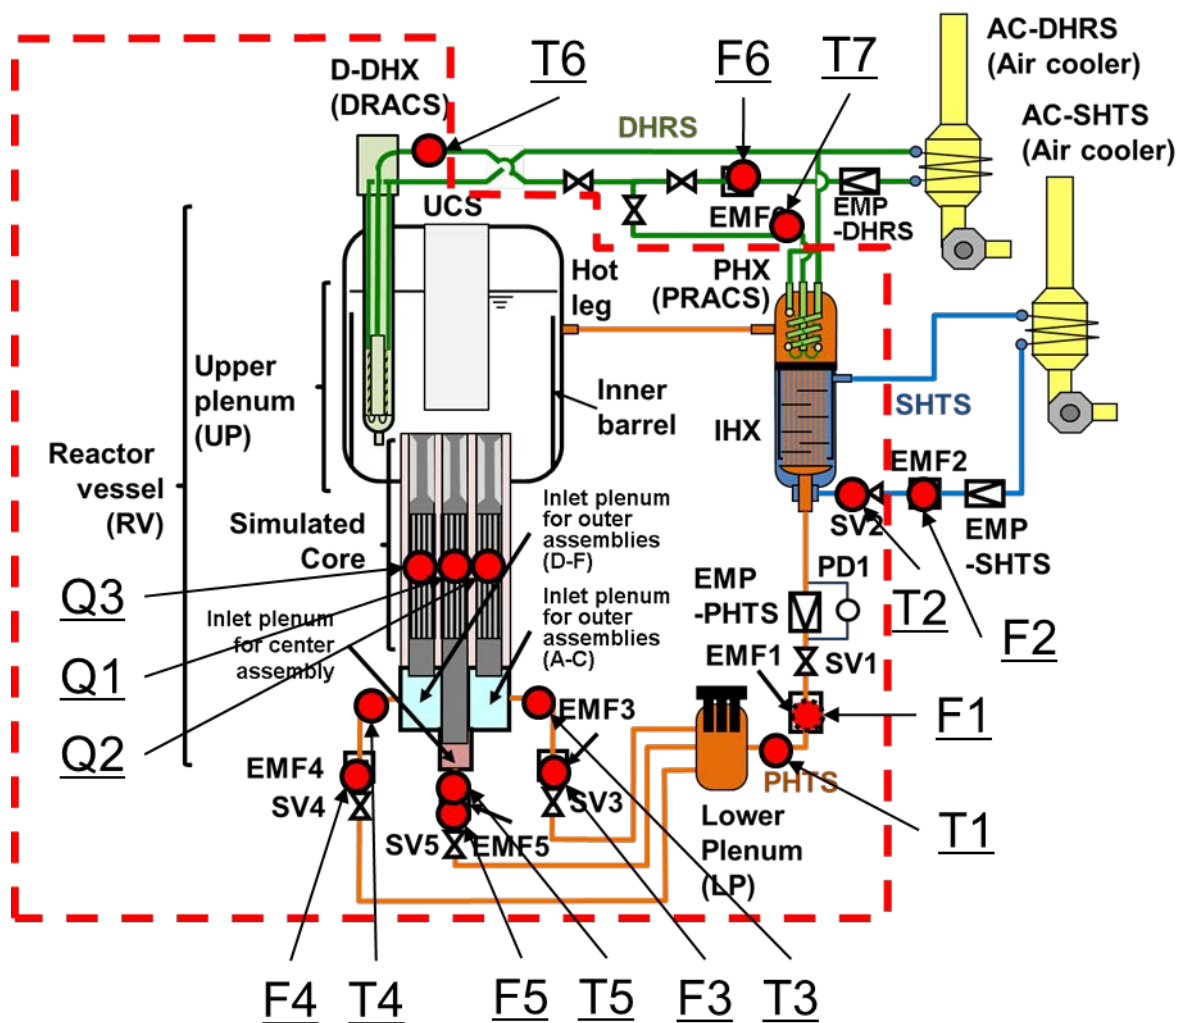 AC-DHRS
(Air cooler)
AC-SHTS
(Air cooler)
D-DHX
(DRACS)
T6
F6
T7
DHRS
UCS
EMF6
EMP
-DHRS
Hot
leg
PHX
(PRACS)
Upper
plenum
(UP)
Inner
barrel
IHX
SHTS
Reactor
vessel
(RV)
Simulated
Core
Inlet plenum
for outer
assemblies
(D-F)
EMF2
SV2
EMP
-SHTS
Q3
Inlet plenum
for center
assembly
Inlet plenum
for outer
assemblies
(A-C)
EMP
-PHTS
PD1
T2
F2
Q1
SV1
EMF1
F1
Q2
EMF3
EMF4
SV4
SV3
PHTS
SV5
EMF5
Lower
Plenum
(LP)
T1
F4
T4
F5
T5
F3
T3